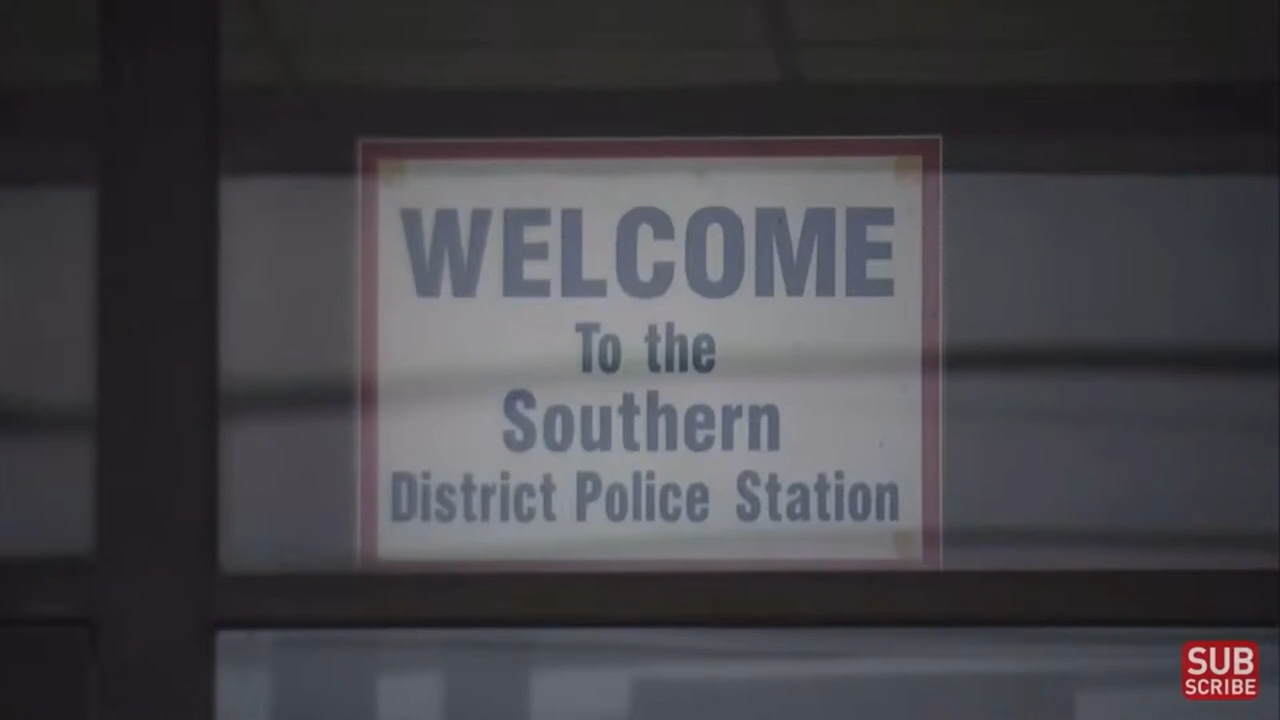 WELCOME
To the
Southern
District Police Station
SUB
SCRIBE